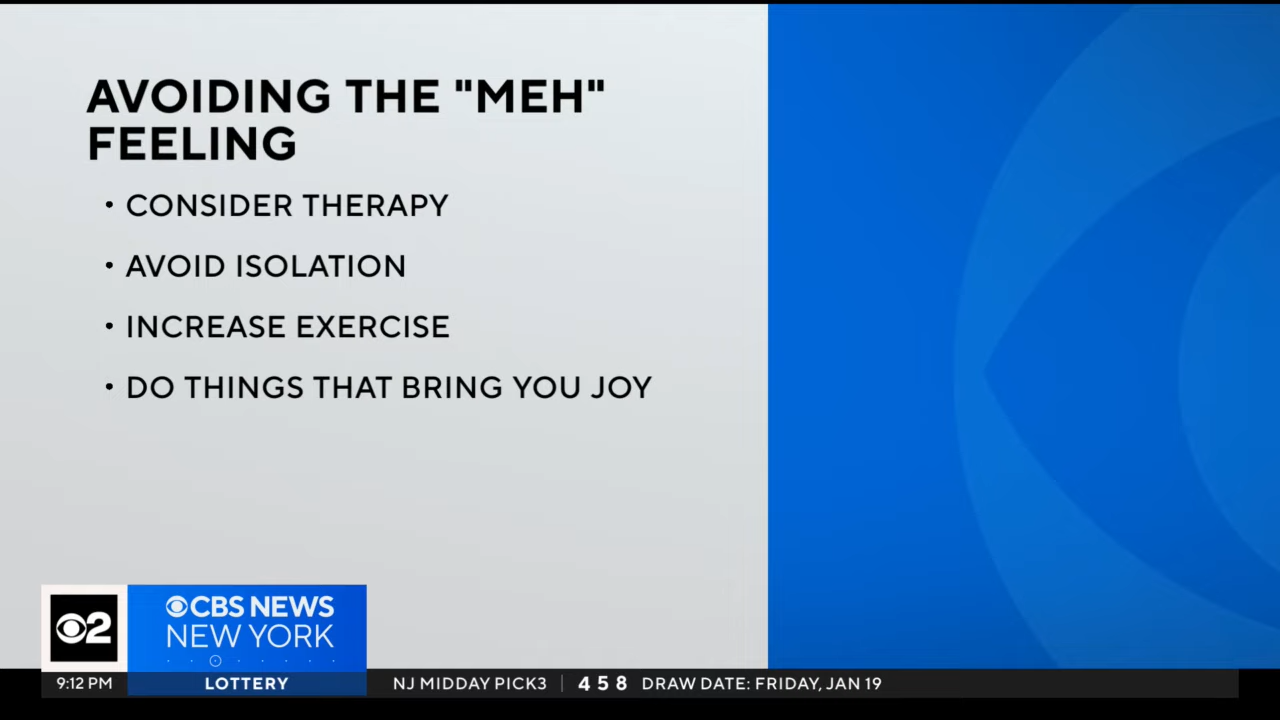 AVOIDING THE "MEH"
FEELING
• CONSIDER THERAPY
• AVOID ISOLATION
• INCREASE EXERCISE
• DO THINGS THAT BRING YOU JOY
2
CBS NEWS
NEW YORK
9:12 PM
LOTTERY
NJ MIDDAY PICK3 | 4 5 8 DRAW DATE: FRIDAY, JAN 19